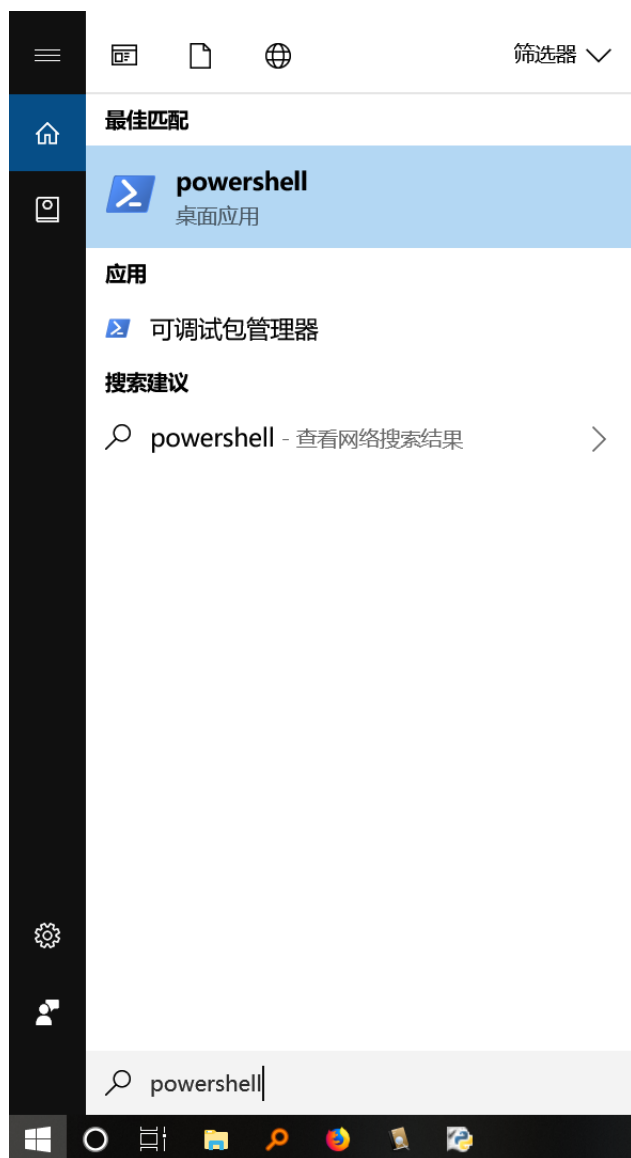 筛选器
最佳匹配
powershell
桌面应用
应用
可调试包管理器
搜索建议
powershell - 查看网络搜索结果
powershell